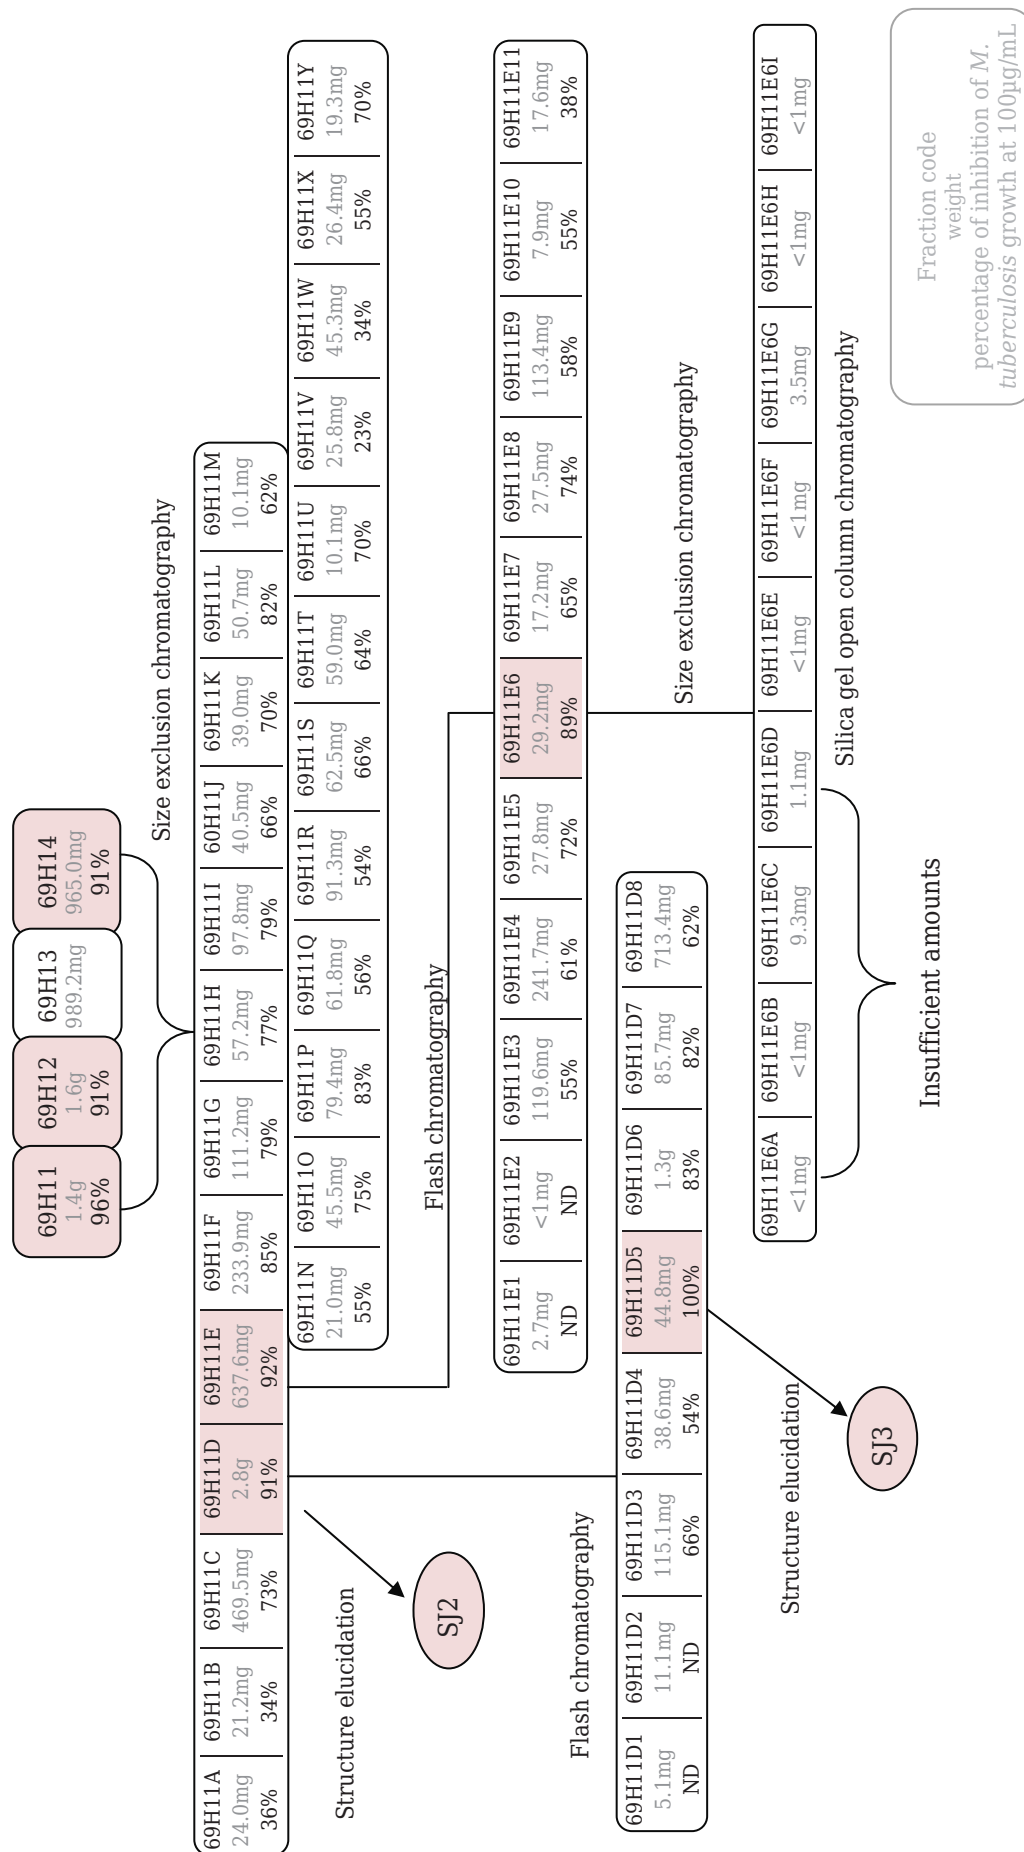 69H11
1.4g
96%
69H12
1.6g
91%
69H13
989.2mg
69H14
965.0mg
91%
Size exclusion chromatography
69H11A
24.0mg
36%
69H11B
21.2mg
34%
69H11C
469.5mg
73%
69H11D
2.8g
91%
69H11E
637.6mg
92%
69H11F
233.9mg
85%
69H11G
111.2mg
79%
69H11H
57.2mg
77%
69H11I
97.8mg
79%
60H11J
40.5mg
66%
69H11K
39.0mg
70%
69H11L
50.7mg
82%
69H11M
10.1mg
62%
69H11N
21.0mg
55%
69H11O
45.5mg
75%
69H11P
79.4mg
83%
69H11Q
61.8mg
56%
69H11R
91.3mg
54%
69H11S
62.5mg
66%
69H11T
59.0mg
64%
69H11U
10.1mg
70%
69H11V
25.8mg
23%
69H11W
45.3mg
34%
69H11X
26.4mg
55%
69H11Y
19.3mg
70%
Structure elucidation
SJ2
Flash chromatography
69H11E1
2.7mg
ND
69H11E2
<1mg
ND
69H11E3
119.6mg
55%
69H11E4
241.7mg
61%
69H11E5
27.8mg
72%
69H11E6
29.2mg
89%
69H11E7
17.2mg
65%
69H11E8
27.5mg
74%
69H11E9
113.4mg
58%
69H11E10
7.9mg
55%
69H11E11
17.6mg
38%
Flash chromatography
69H11D1
5.1mg
ND
69H11D2
11.1mg
ND
69H11D3
115.1mg
66%
69H11D4
38.6mg
54%
69H11D5
44.8mg
100%
69H11D6
1.3g
83%
69H11D7
85.7mg
82%
69H11D8
713.4mg
62%
Size exclusion chromatography
Structure elucidation
SJ3
69H11E6A
<1mg
69H11E6B
<1mg
69H11E6C
9.3mg
69H11E6D
1.1mg
69H11E6E
<1mg
69H11E6F
<1mg
69H11E6G
3.5mg
69H11E6H
<1mg
69H11E6I
<1mg
Silica gel open column chromatography
Insufficient amounts
Fraction code
weight
percentage of inhibition of M.
tuberculosis growth at 100µg/mL